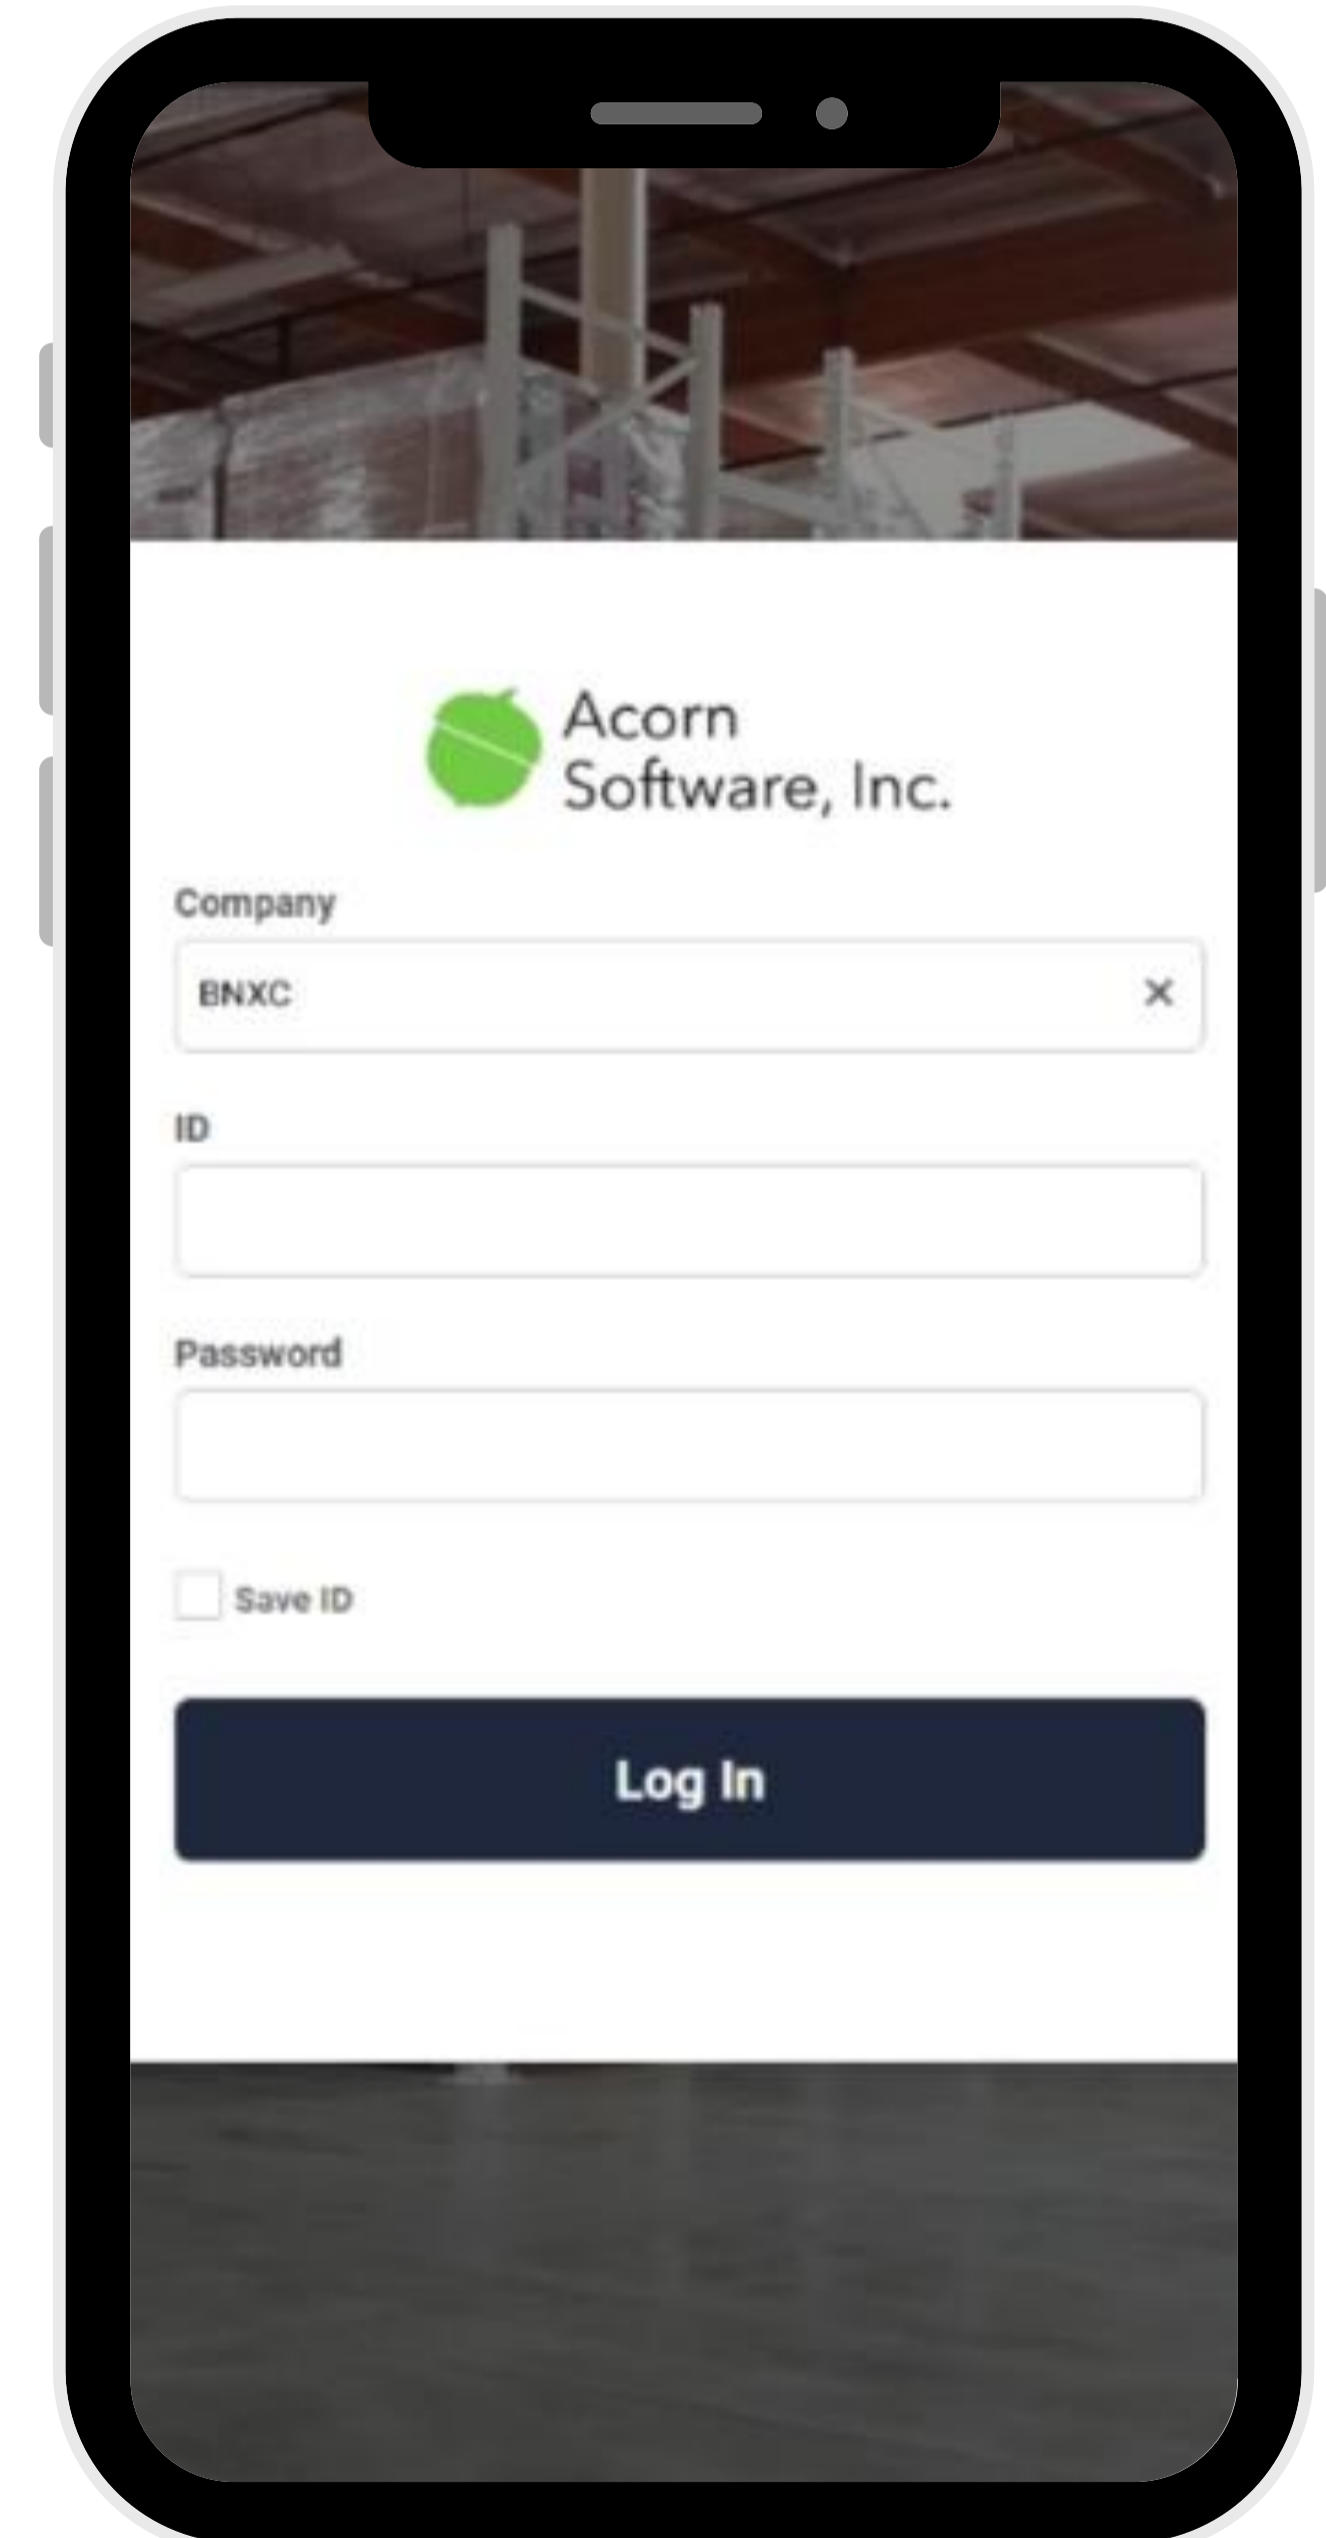 Acorn
Software, Inc.
Company
BNXC
ID
Password
Save ID
Log In